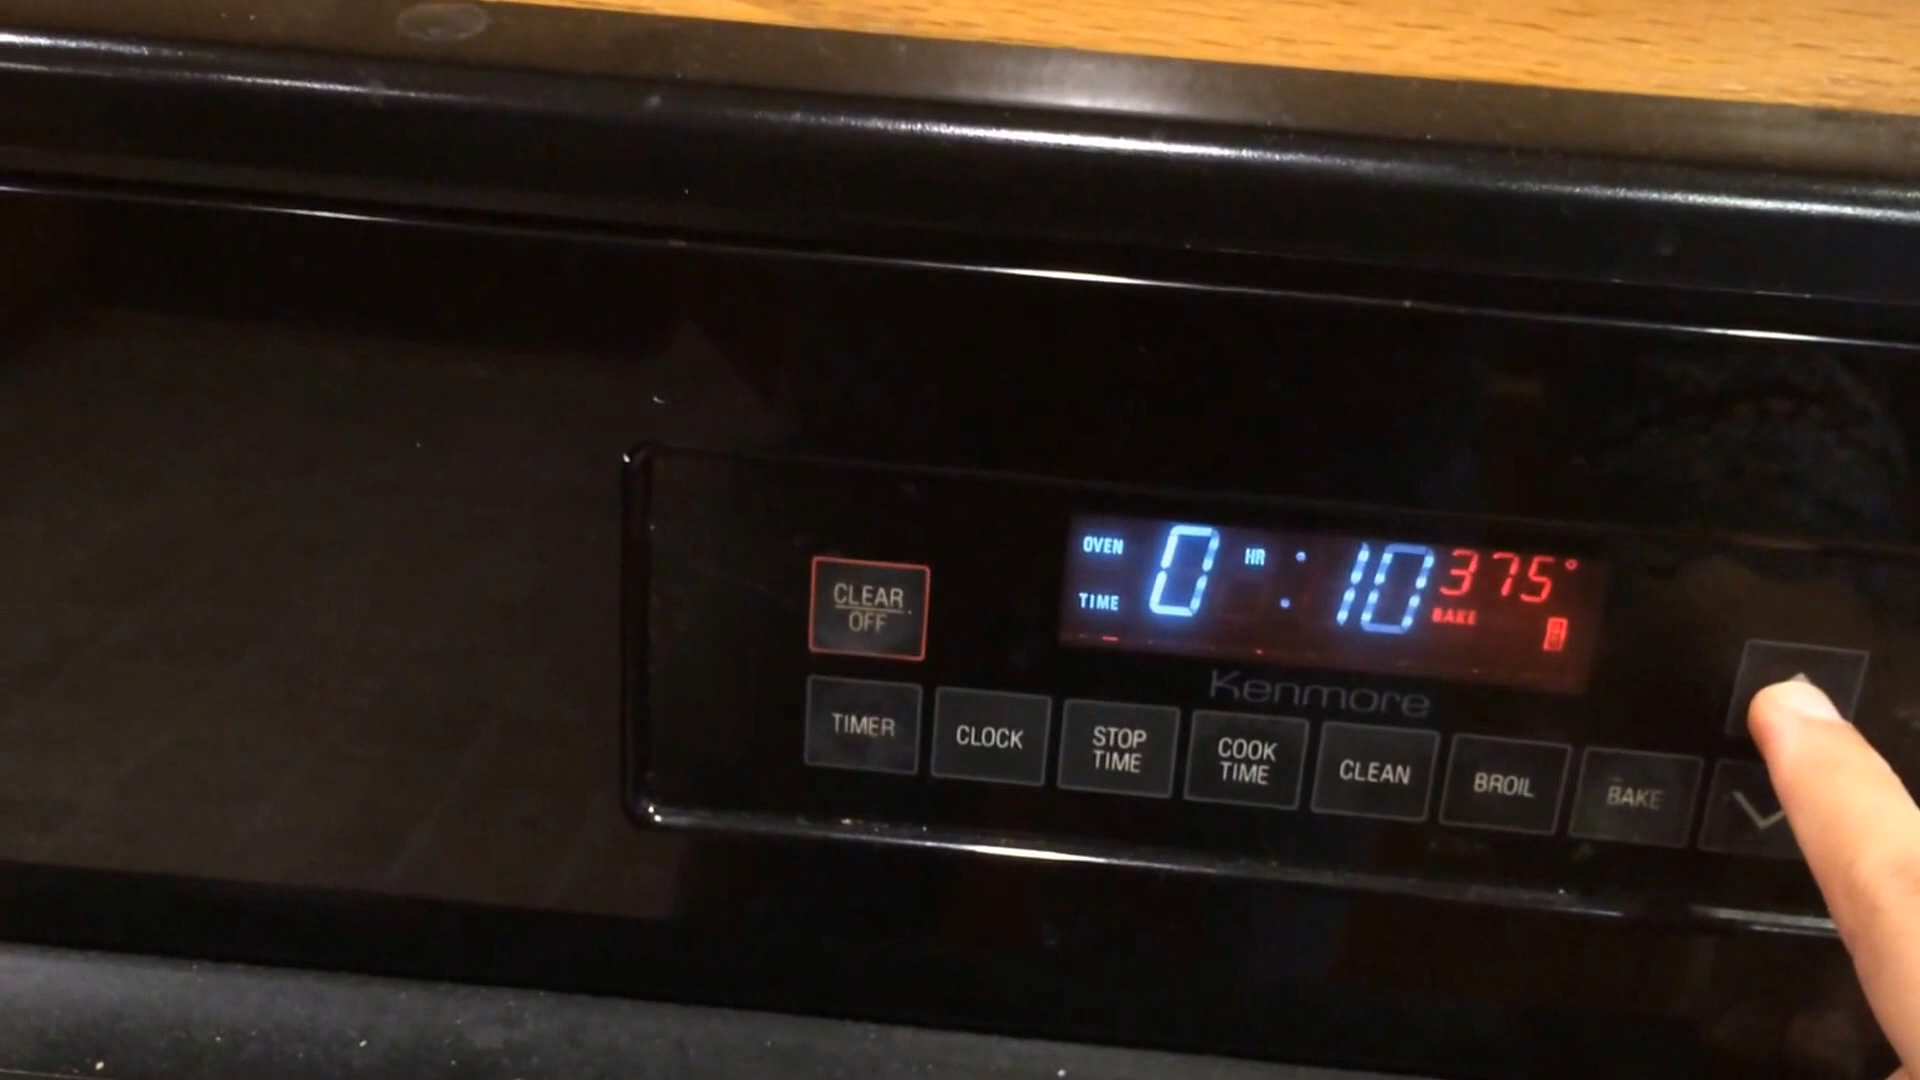 OVEN
TIME
0 HR : 10
375°
BAKE
Kenmore
CLEAR
OFF
TIMER
CLOCK
STOP
TIME
COOK
TIME
CLEAN
BROIL
BAKE